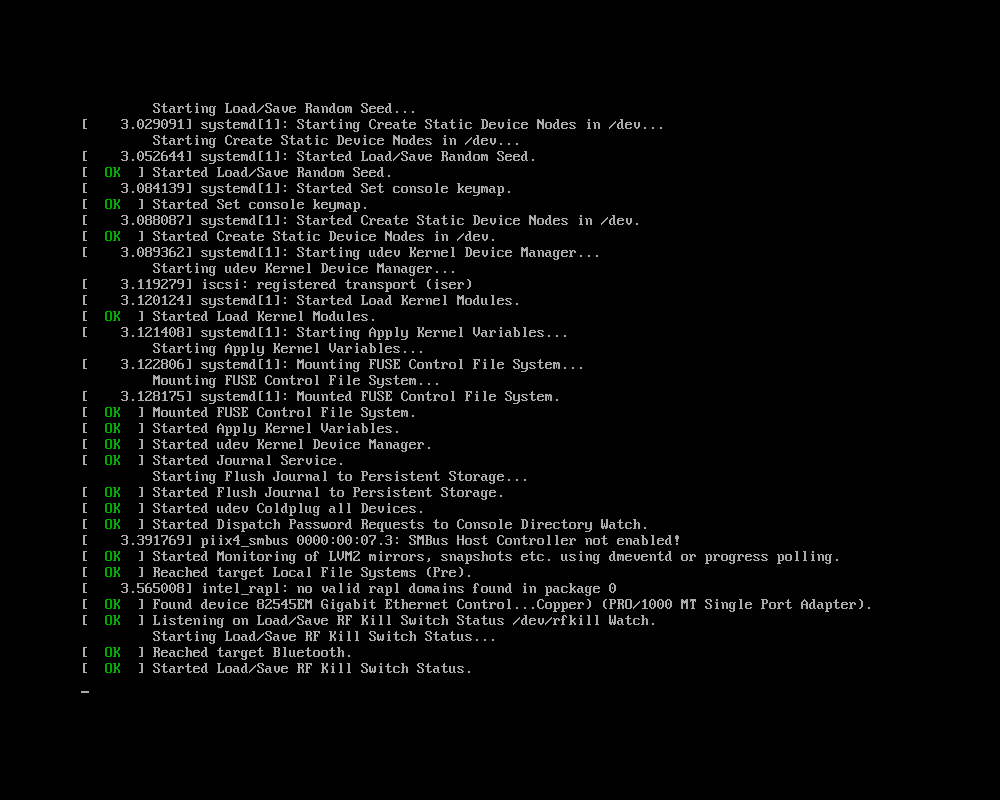 Starting Load/Save Random Seed...
[    3.029091] systemd[1]: Starting Create Static Device Nodes in /dev...
         Starting Create Static Device Nodes in /dev...
[    3.052644] systemd[1]: Started Load/Save Random Seed.
[  OK  ] Started Load/Save Random Seed.
[    3.084139] systemd[1]: Started Set console keymap.
[  OK  ] Started Set console keymap.
[    3.088087] systemd[1]: Started Create Static Device Nodes in /dev.
[  OK  ] Started Create Static Device Nodes in /dev.
[    3.089362] systemd[1]: Starting udev Kernel Device Manager...
         Starting udev Kernel Device Manager...
[    3.119279] iscsi: registered transport (iser)
[    3.120124] systemd[1]: Started Load Kernel Modules.
[  OK  ] Started Load Kernel Modules.
[    3.121408] systemd[1]: Starting Apply Kernel Variables...
         Starting Apply Kernel Variables...
[    3.122806] systemd[1]: Mounting FUSE Control File System...
         Mounting FUSE Control File System...
[    3.128175] systemd[1]: Mounted FUSE Control File System.
[  OK  ] Mounted FUSE Control File System.
[  OK  ] Started Apply Kernel Variables.
[  OK  ] Started udev Kernel Device Manager.
[  OK  ] Started Journal Service.
         Starting Flush Journal to Persistent Storage...
[  OK  ] Started Flush Journal to Persistent Storage.
[  OK  ] Started udev Coldplug all Devices.
[  OK  ] Started Dispatch Password Requests to Console Directory Watch.
[    3.391769] piix4_smbus 0000:00:07.3: SMBus Host Controller not enabled!
[  OK  ] Started Monitoring of LVM2 mirrors, snapshots etc. using dmeventd or progress polling.
[  OK  ] Reached target Local File Systems (Pre).
[    3.565008] intel_rapl: no valid rapl domains found in package 0
[  OK  ] Found device 82545EM Gigabit Ethernet Control...Copper) (PRO/1000 MT Single Port Adapter).
[  OK  ] Listening on Load/Save RF Kill Switch Status /dev/rfkill Watch.
         Starting Load/Save RF Kill Switch Status...
[  OK  ] Reached target Bluetooth.
[  OK  ] Started Load/Save RF Kill Switch Status.
_